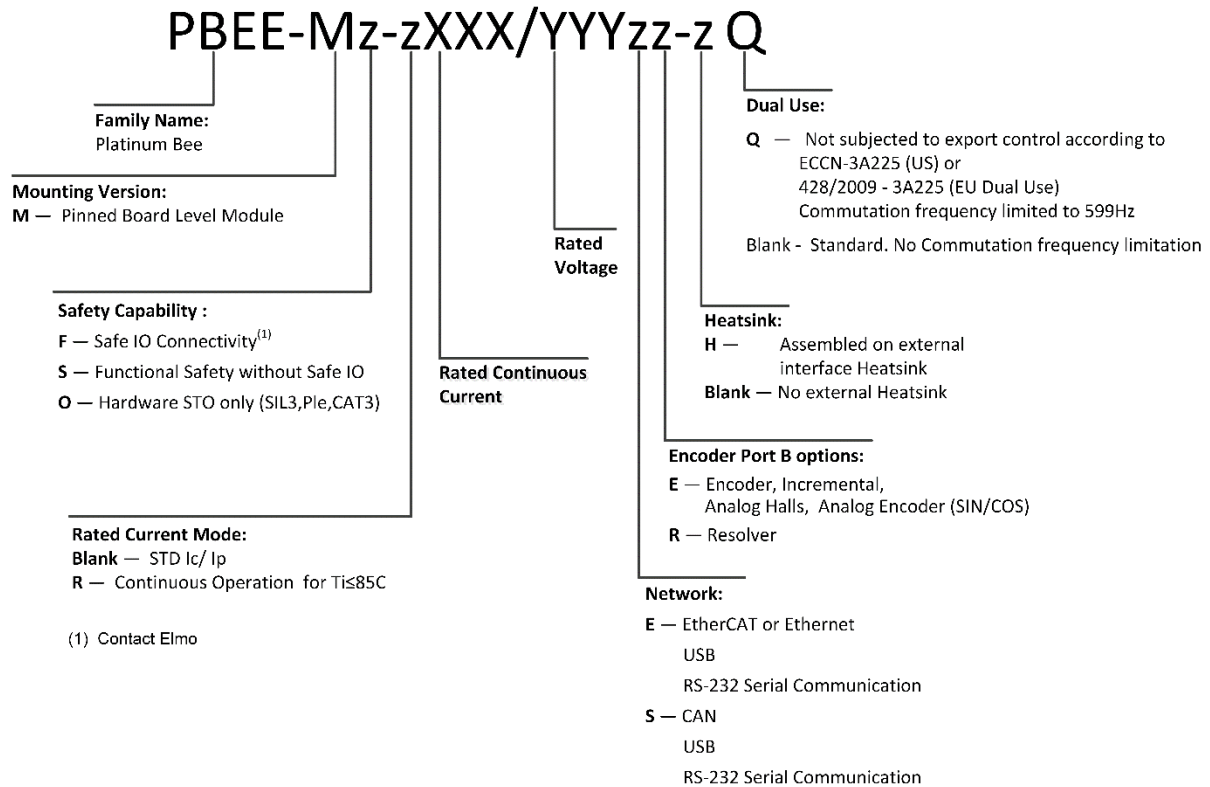 PBEE-Mz-zXXX/YYYzz-z Q
Family Name:
Platinum Bee
Mounting Version:
M — Pinned Board Level Module
Safety Capability :
F — Safe IO Connectivity(1)
S — Functional Safety without Safe IO
O — Hardware STO only (SIL3,Ple,CAT3)
Rated Current Mode:
Blank — STD Ic/ Ip
R — Continuous Operation for Ti≤85C
(1) Contact Elmo
Rated Continuous
Current
Rated
Voltage
Dual Use:
Q — Not subjected to export control according to
ECCN-3A225 (US) or
428/2009 - 3A225 (EU Dual Use)
Commutation frequency limited to 599Hz
Blank - Standard. No Commutation frequency limitation
Heatsink:
H — Assembled on external
interface Heatsink
Blank — No external Heatsink
Encoder Port B options:
E — Encoder, Incremental,
Analog Halls, Analog Encoder (SIN/COS)
R — Resolver
Network:
E — EtherCAT or Ethernet
USB
RS-232 Serial Communication
S — CAN
USB
RS-232 Serial Communication